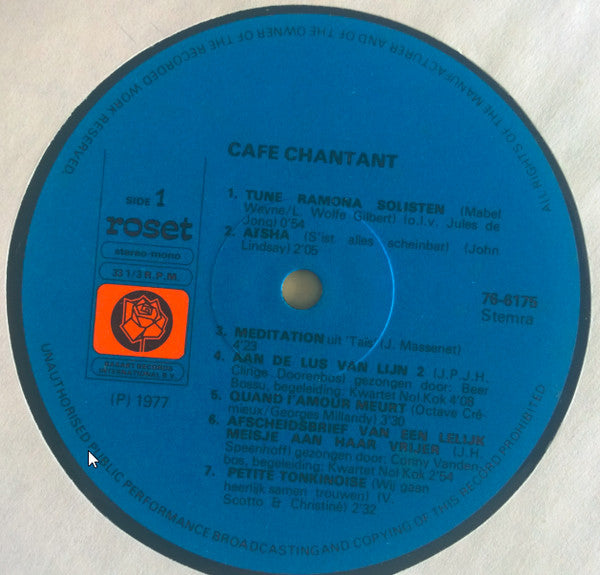 ALL RIGHTS OF THE MANUFACTURER AND OF THE OWNER OF THE RECORDED WORK RESERVED.
CAFE CHANTANT
SIDE 1
roset
stereo-mono
33 1/3 R.P.M.
RECORDS
INTERNATIONAL B.V.
(P) 1977
1. TUNE RAMONA SOLISTEN (Mabel
Wayne/L. Wolfe Gilbert) (o.l.v. Jules de
Jong) 0'54
2. AISHA (S'ist alles scheinbar) (John
Lindsay) 2'05
76-8175
Stemra
3. MEDITATION uit 'Tais' (J. Massenet)
4'23
4. AAN DE LUS VAN LIJN 2 (J.P.J.H.
Clinge Doorenbos) gezongen door: Beer
Bossu, begeleiding: Kwartet Nol Kok 4'08
5. QUAND l'AMOUR MEURT (Octave Cré-
mieux/Georges Millandy) 3'30
6. AFSCHEIDSBRIEF VAN EEN LELIJK
MEISJE AAN HAAR VRIJER (J.H.
Speenhoff) gezongen door: Conny Vanden-
bos, begeleiding: Kwartet Nol Kok 2'54
7. PETITE TONKINOISE (Wij gaan
heerlijk samen trouwen) (V.
Scotto & Christiné) 2'32
UNAUTHORISED PUBLIC PERFORMANCE BROADCASTING AND COPYING OF THIS RECORD PROHIBITED